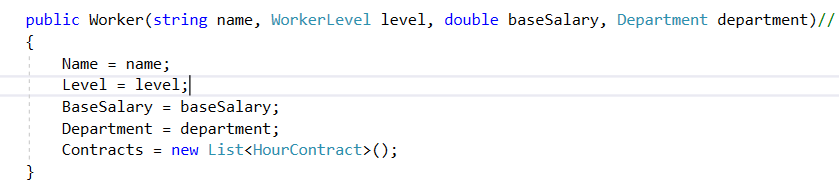 public Worker(string name, WorkerLevel level, double baseSalary, Department department)//
{
Name = name;
Level = level;
BaseSalary = baseSalary;
Department = department;
Contracts = new List<HourContract>();
}